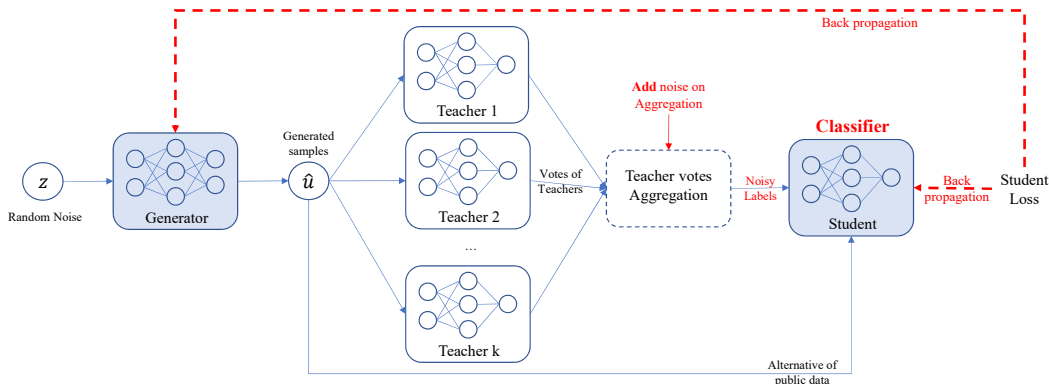 Back propagation
Teacher 1
Add noise on
Aggregation
Classifier
Generated
samples
z
Random Noise
Generator
û
Teacher 2
Votes of
Teachers
Teacher votes
Aggregation
Noisy
Labels
Student
Back
propagation
Student
Loss
...
Teacher k
Alternative of
public data